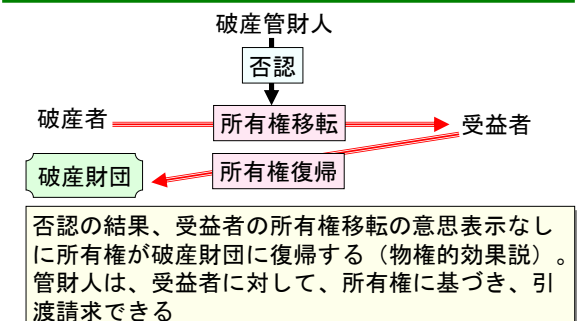 破産管財人
否認
破産者
所有権移転
受益者
破産財団
所有権復帰
否認の結果、受益者の所有権移転の意思表示なし
に所有権が破産財団に復帰する（物権的効果説）。
管財人は、受益者に対して、所有権に基づき、引
渡請求できる